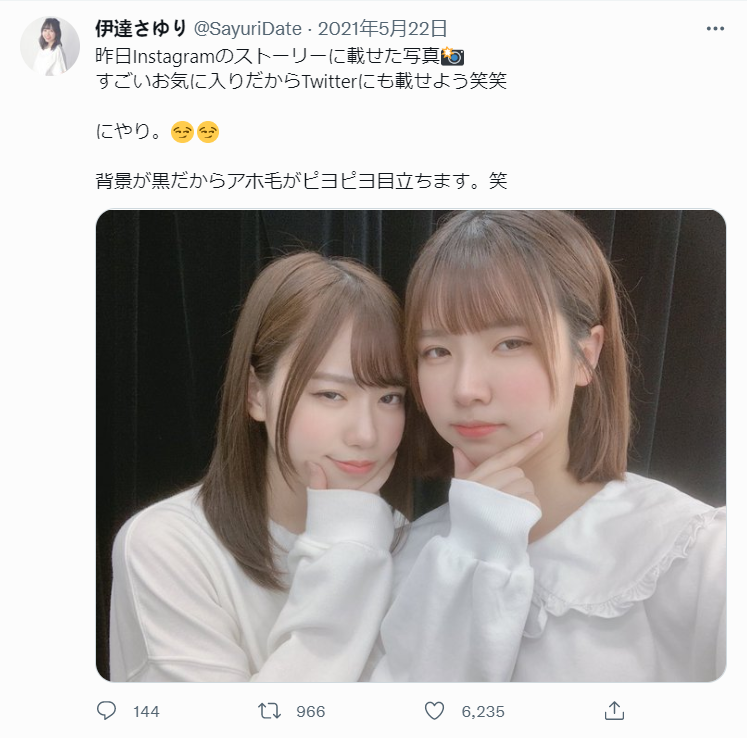 伊達さゆり @SayuriDate · 2021年5月22日
昨日Instagramのストーリーに載せた写真📸
すごいお気に入りだからTwitterにも載せよう笑笑
にやり。😏😏
背景が黒だからアホ毛がピヨピヨ目立ちます。笑
144 966 6,235